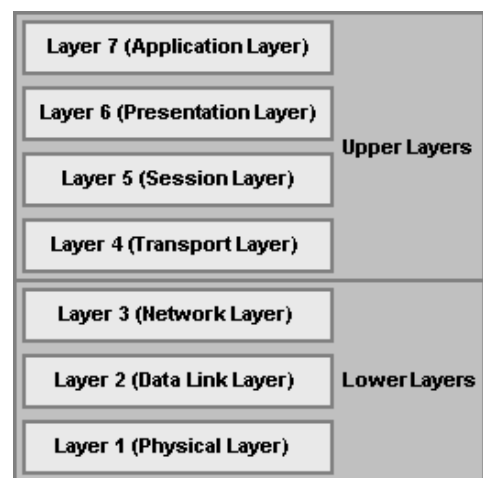 Layer 7 (Application Layer)
Layer 6 (Presentation Layer)
Layer 5 (Session Layer)
Layer 4 (Transport Layer)
Upper Layers
Layer 3 (Network Layer)
Layer 2 (Data Link Layer)
Layer 1 (Physical Layer)
Lower Layers